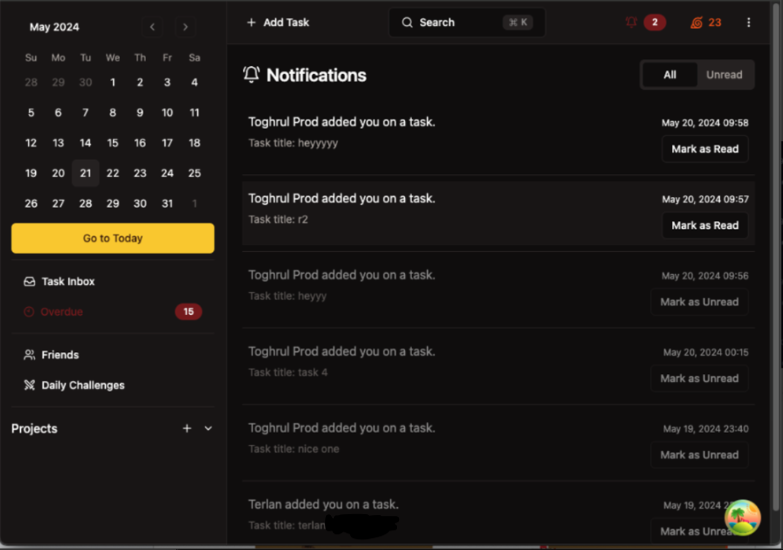 May 2024
Su Mo Tu We Th Fr Sa
28 29 30 1 2 3 4
5 6 7 8 9 10 11
12 13 14 15 16 17 18
19 20 21 22 23 24 25
26 27 28 29 30 31 1
Go to Today
Task Inbox
Overdue 15
Friends
Daily Challenges
Projects
Add Task
Search ⌘ K
2
23
Notifications
All Unread
Toghrul Prod added you on a task. May 20, 2024 09:58
Task title: heyyyyy Mark as Read
Toghrul Prod added you on a task. May 20, 2024 09:57
Task title: r2 Mark as Read
Toghrul Prod added you on a task. May 20, 2024 09:56
Task title: heyyy Mark as Unread
Toghrul Prod added you on a task. May 20, 2024 00:15
Task title: task 4 Mark as Unread
Toghrul Prod added you on a task. May 19, 2024 23:40
Task title: nice one Mark as Unread
Terlan added you on a task. May 19, 2024
Task title: terlan Mark as Unread